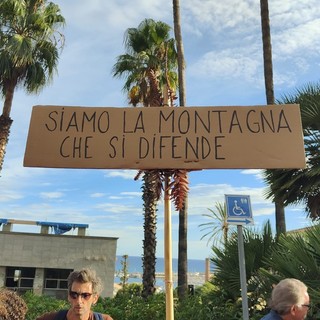 SIAMO LA MONTAGNA
CHE SI DIFENDE